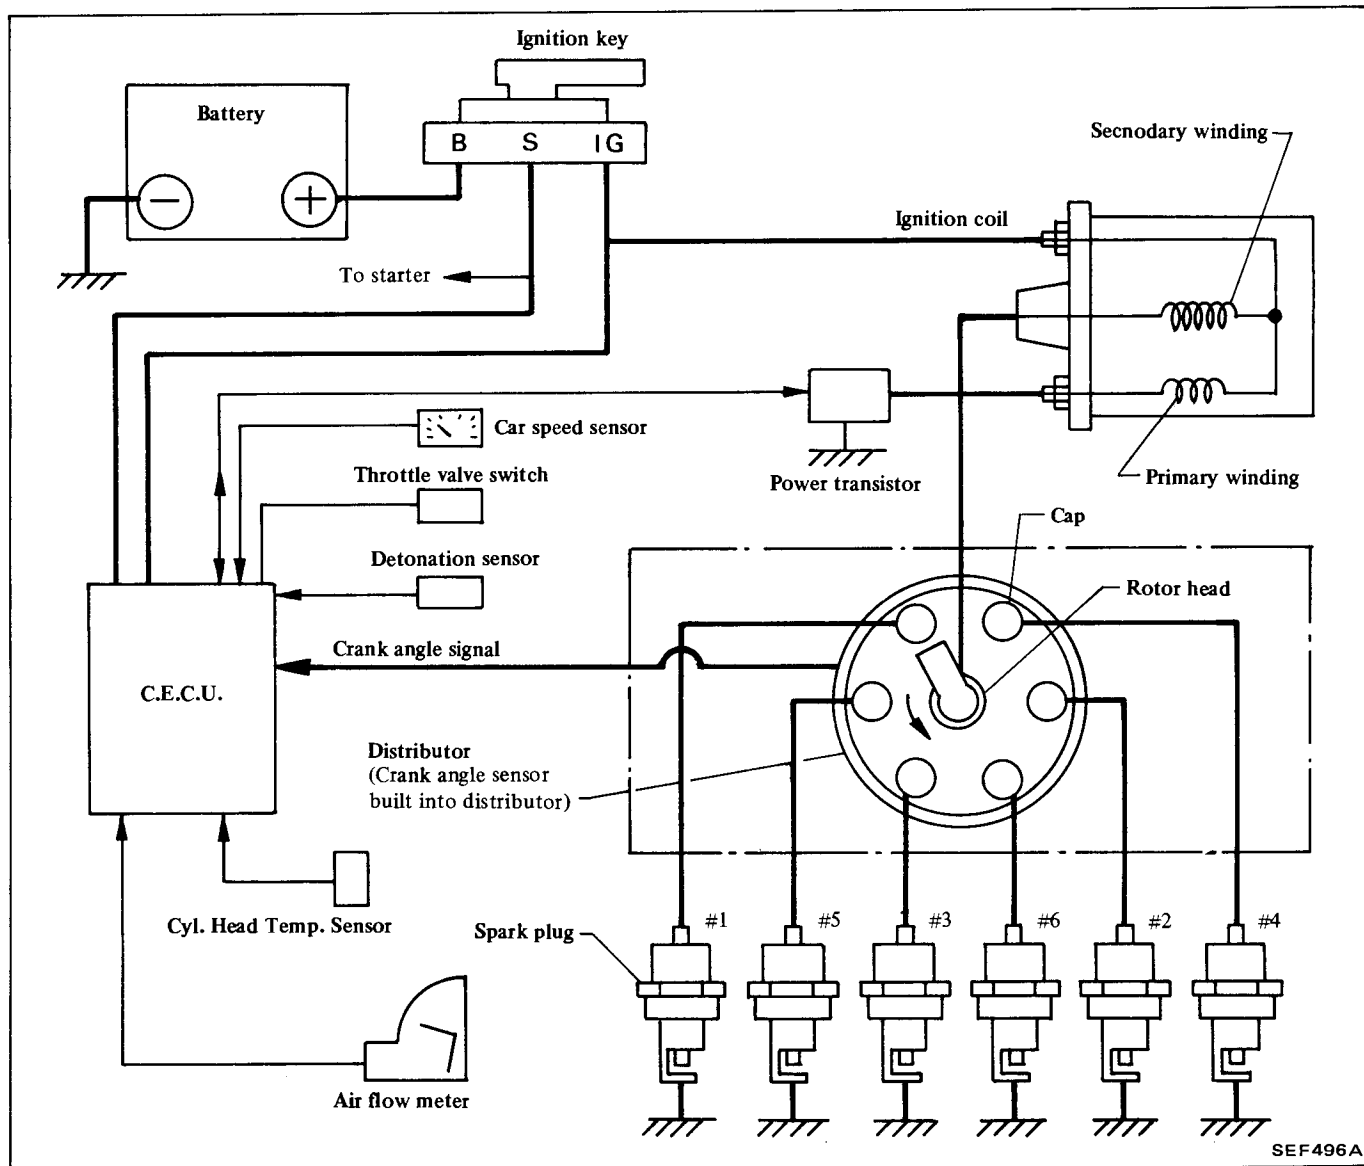 Ignition key
Battery
B S IG
− +
Secnodary winding
Ignition coil
To starter
Car speed sensor
Throttle valve switch
Power transistor
Primary winding
Cap
Detonation sensor
Rotor head
Crank angle signal
C.E.C.U.
Distributor
(Crank angle sensor
built into distributor)
Cyl. Head Temp. Sensor
Spark plug
#1 #5 #3 #6 #2 #4
Air flow meter
SEF496A